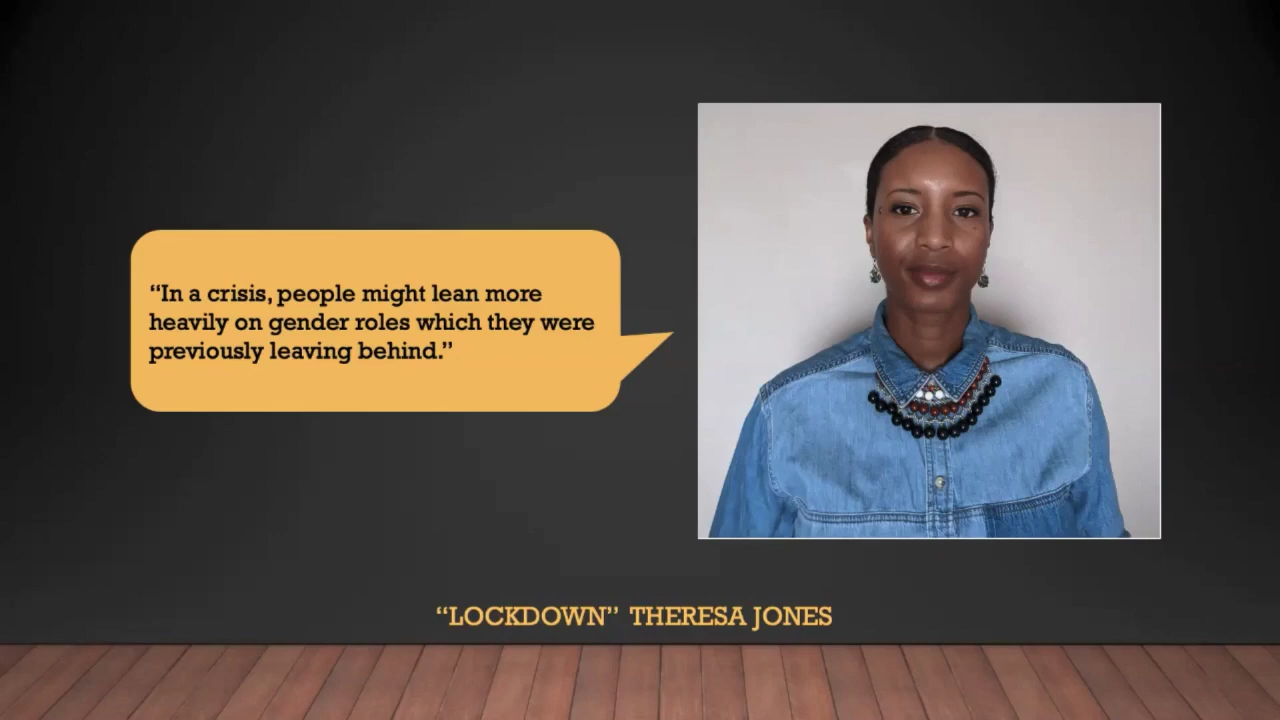 “In a crisis, people might lean more
heavily on gender roles which they were
previously leaving behind.”
“LOCKDOWN” THERESA JONES